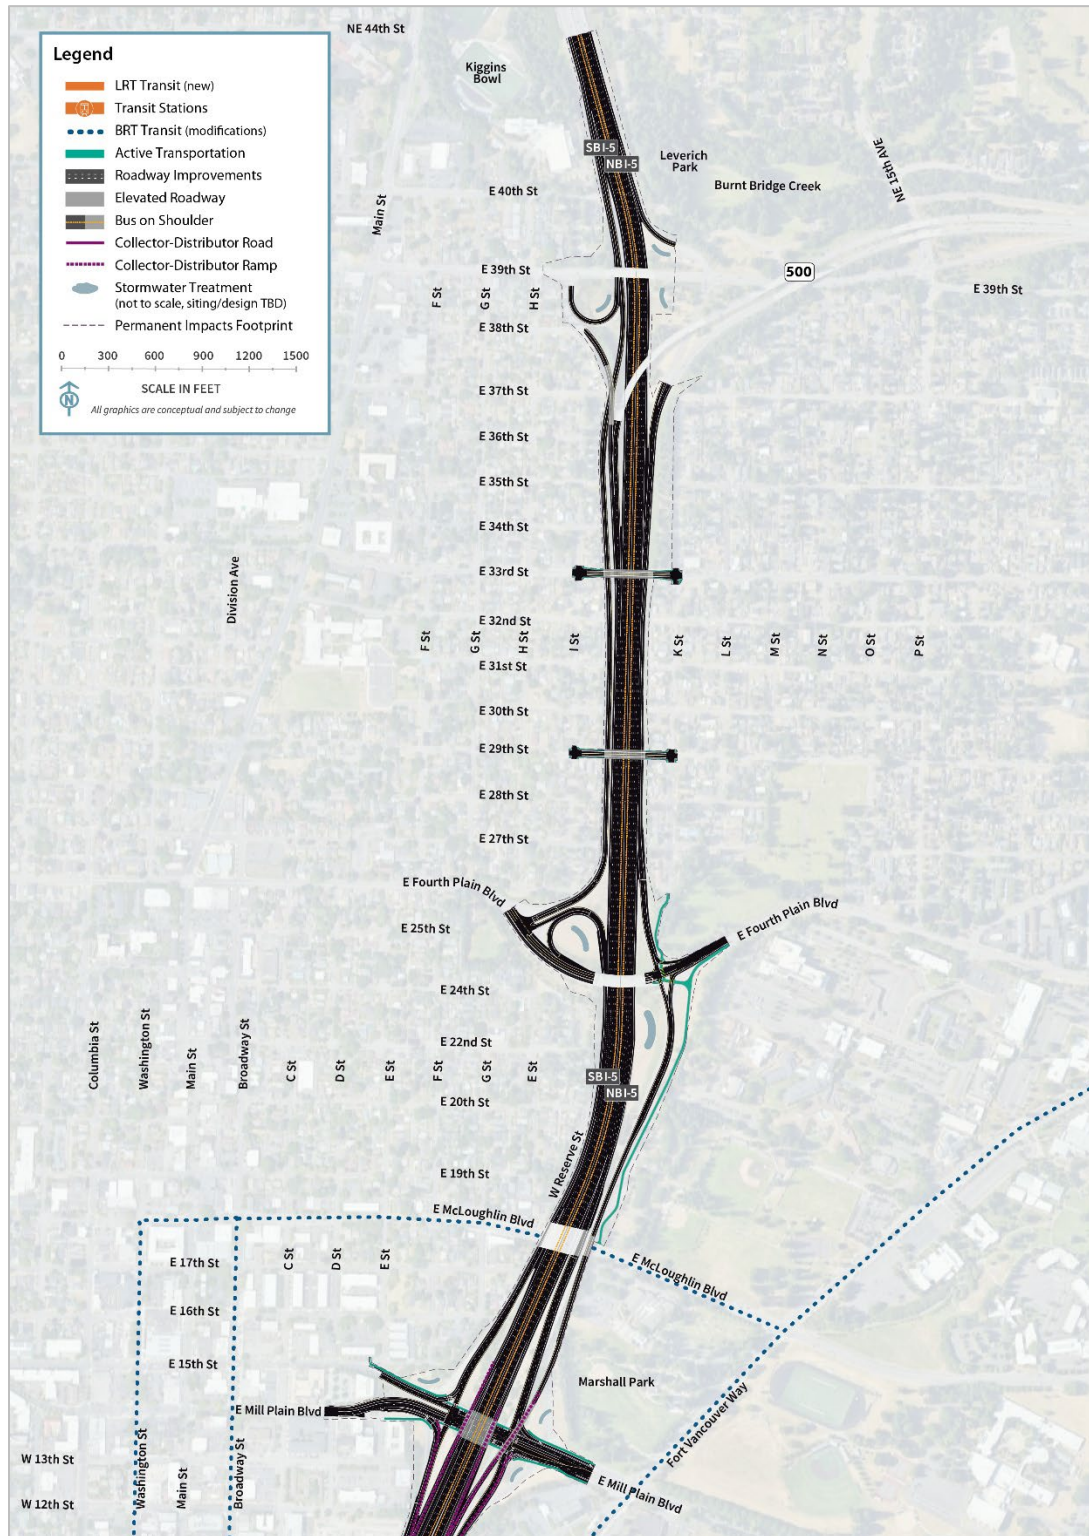 NE 44th St
Legend
LRT Transit (new)
Transit Stations
BRT Transit (modifications)
Active Transportation
Roadway Improvements
Elevated Roadway
Bus on Shoulder
Collector-Distributor Road
Collector-Distributor Ramp
Stormwater Treatment
(not to scale, siting/design TBD)
Permanent Impacts Footprint
0 300 600 900 1200 1500
SCALE IN FEET
N
All graphics are conceptual and subject to change
Kiggins
Bowl
SB I-5
NB I-5
Leverich
Park
Burnt Bridge Creek
NE 15th AVE
E 40th St
Main St
E 39th St
500
E 39th St
F St
G St
H St
E 38th St
E 37th St
E 36th St
E 35th St
E 34th St
E 33rd St
Division Ave
E 32nd St
F St
G St
H St
I St
K St
L St
M St
N St
O St
P St
E 31st St
E 30th St
E 29th St
E 28th St
E 27th St
E Fourth Plain Blvd
E Fourth Plain Blvd
E 25th St
E 24th St
E 22nd St
Columbia St
Washington St
Main St
Broadway St
C St
D St
E St
F St
G St
E St
SB I-5
NB I-5
E 20th St
W Reserve St
E 19th St
E McLoughlin Blvd
E McLoughlin Blvd
E 17th St
C St
D St
E St
E 16th St
E 15th St
Marshall Park
E Mill Plain Blvd
Fort Vancouver Way
W 13th St
Washington St
Main St
Broadway St
E Mill Plain Blvd
W 12th St